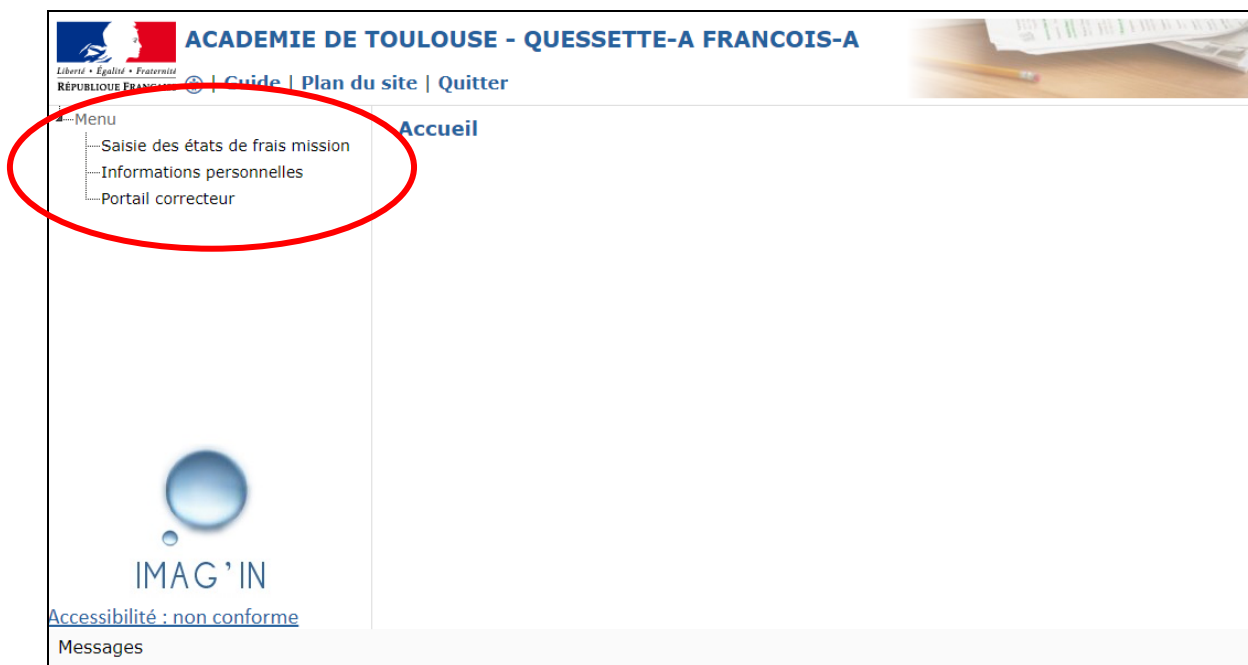 ACADEMIE DE TOULOUSE - QUESSETTE-A FRANCOIS-A
Liberté • Égalité • Fraternité
RÉPUBLIQUE FRANÇAISE
| Guide | Plan du site | Quitter
Menu
Saisie des états de frais mission
Informations personnelles
Portail correcteur
Accueil
IMAG'IN
Accessibilité : non conforme
Messages